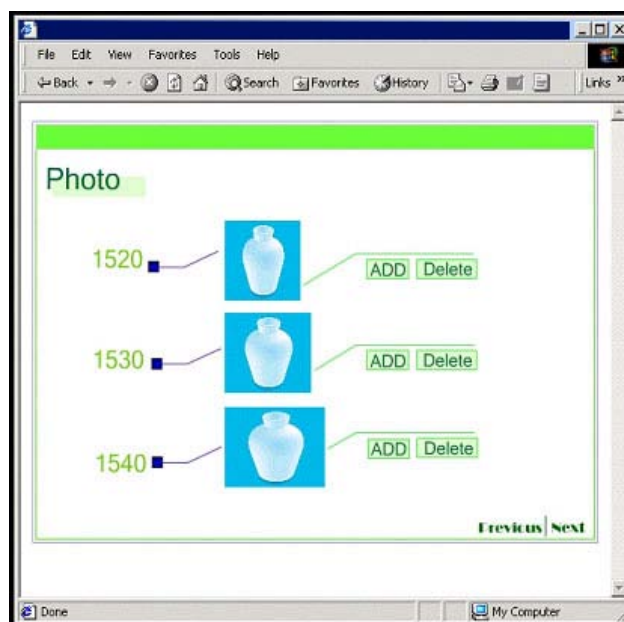 File Edit View Favorites Tools Help
Back Search Favorites History Links »
Photo
1520
ADD Delete
1530
ADD Delete
1540
ADD Delete
Previous Next
Done My Computer